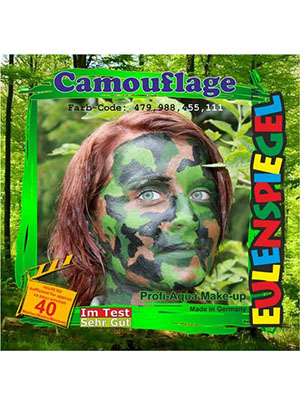 Camouflage
Farb-Code: 479,988,455,111
EULENSPIEGEL
Profi-Aqua Make-up
Made in Germany
40
Im Test
Sehr Gut